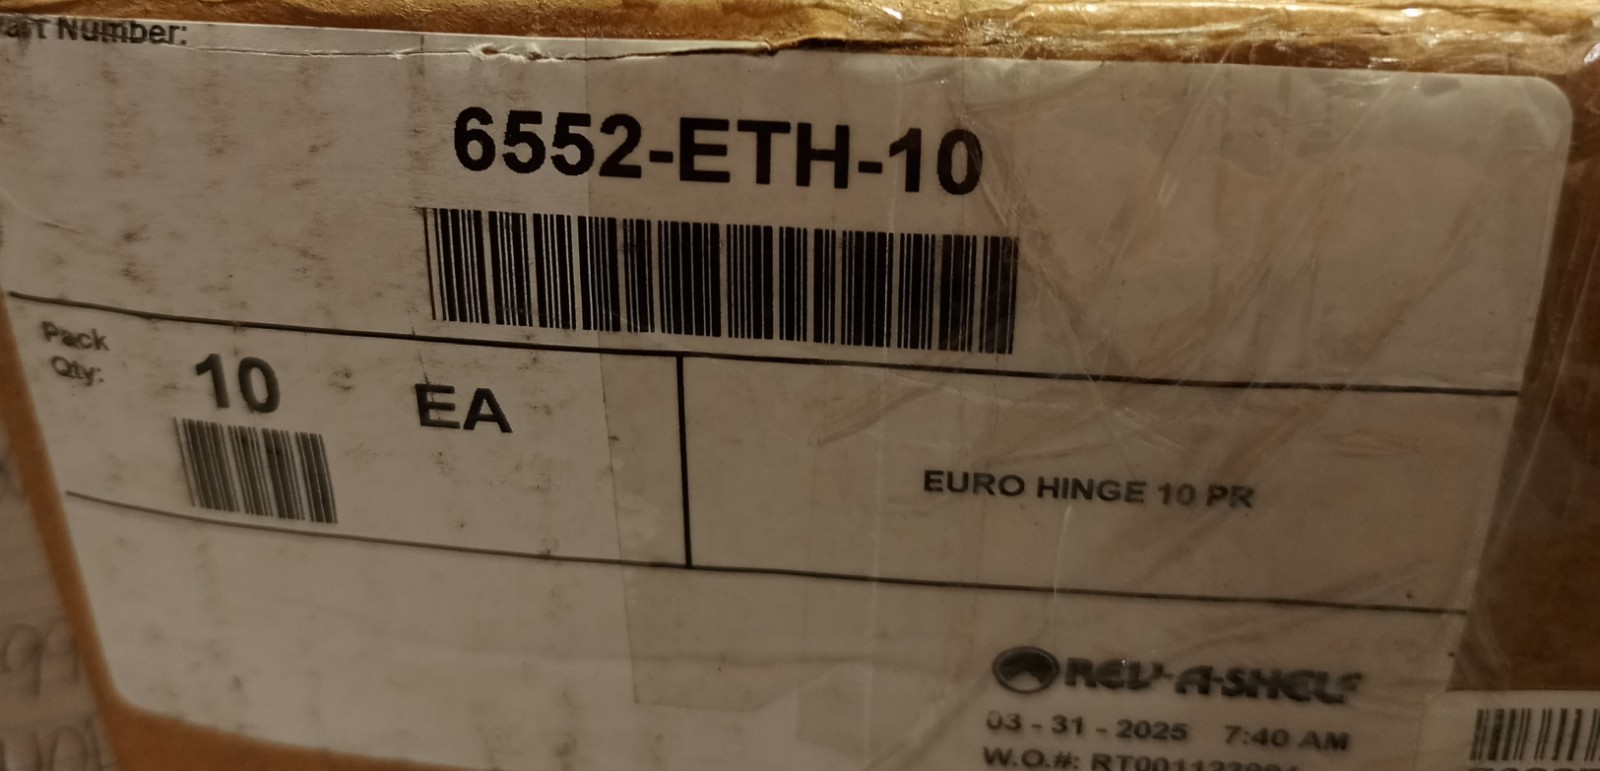 Part Number:
6552-ETH-10
Pack
Qty:
10
EA
EURO HINGE 10 PR
REV-A-SHELF
03 - 31 - 2025 7:40 AM
W.O.#: